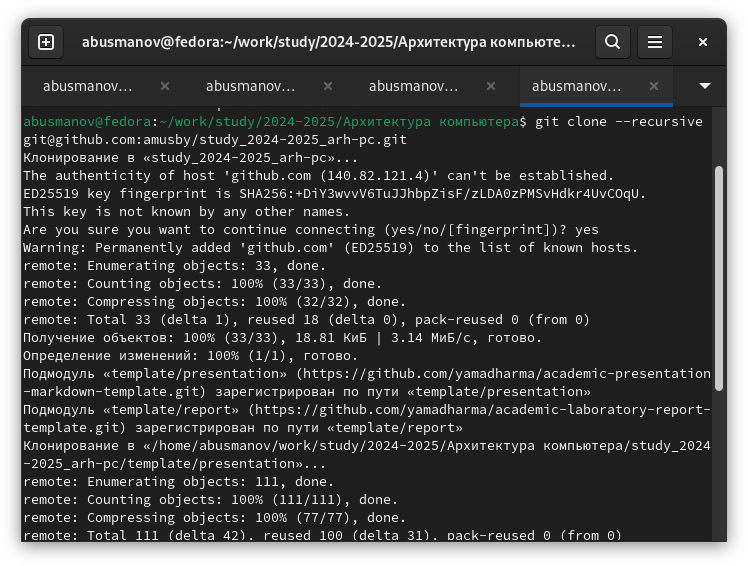 abusmanov@fedora:~/work/study/2024-2025/Архитектура компьюте...
abusmanov... abusmanov... abusmanov... abusmanov...
abusmanov@fedora:~/work/study/2024-2025/Архитектура компьютера$ git clone --recursive
git@github.com:amusby/study_2024-2025_arh-pc.git
Клонирование в «study_2024-2025_arh-pc»...
The authenticity of host 'github.com (140.82.121.4)' can't be established.
ED25519 key fingerprint is SHA256:+DiY3wvvV6TuJJhbpZisF/zLDA0zPMSvHdkr4UvCOqU.
This key is not known by any other names.
Are you sure you want to continue connecting (yes/no/[fingerprint])? yes
Warning: Permanently added 'github.com' (ED25519) to the list of known hosts.
remote: Enumerating objects: 33, done.
remote: Counting objects: 100% (33/33), done.
remote: Compressing objects: 100% (32/32), done.
remote: Total 33 (delta 1), reused 18 (delta 0), pack-reused 0 (from 0)
Получение объектов: 100% (33/33), 18.81 КиБ | 3.14 МиБ/с, готово.
Определение изменений: 100% (1/1), готово.
Подмодуль «template/presentation» (https://github.com/yamadharma/academic-presentation
-markdown-template.git) зарегистрирован по пути «template/presentation»
Подмодуль «template/report» (https://github.com/yamadharma/academic-laboratory-report-
template.git) зарегистрирован по пути «template/report»
Клонирование в «/home/abusmanov/work/study/2024-2025/Архитектура компьютера/study_2024
-2025_arh-pc/template/presentation»...
remote: Enumerating objects: 111, done.
remote: Counting objects: 100% (111/111), done.
remote: Compressing objects: 100% (77/77), done.
remote: Total 111 (delta 42), reused 100 (delta 31), pack-reused 0 (from 0)